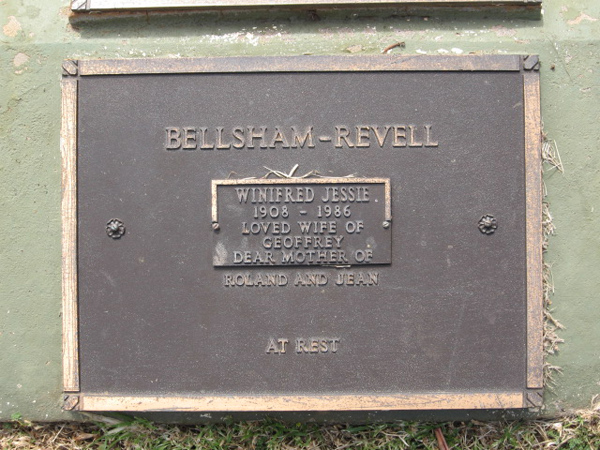 BELLSHAM-REVELL
WINIFRED JESSIE
1908 - 1986
LOVED WIFE OF
GEOFFREY
DEAR MOTHER OF
ROLAND AND JEAN
AT REST